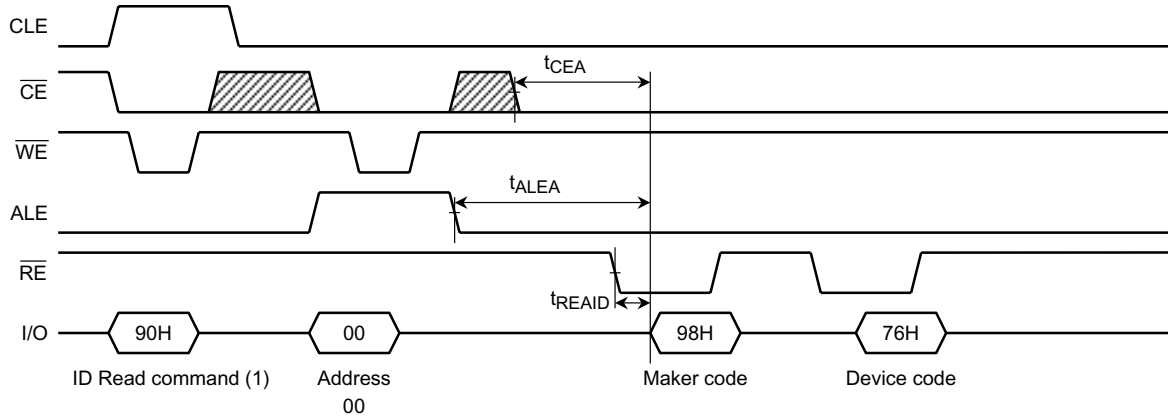 CLE
tCEA
CE
WE
tALEA
ALE
RE
tREAID
I/O 90H 00 98H 76H
ID Read command (1) Address Maker code Device code
00